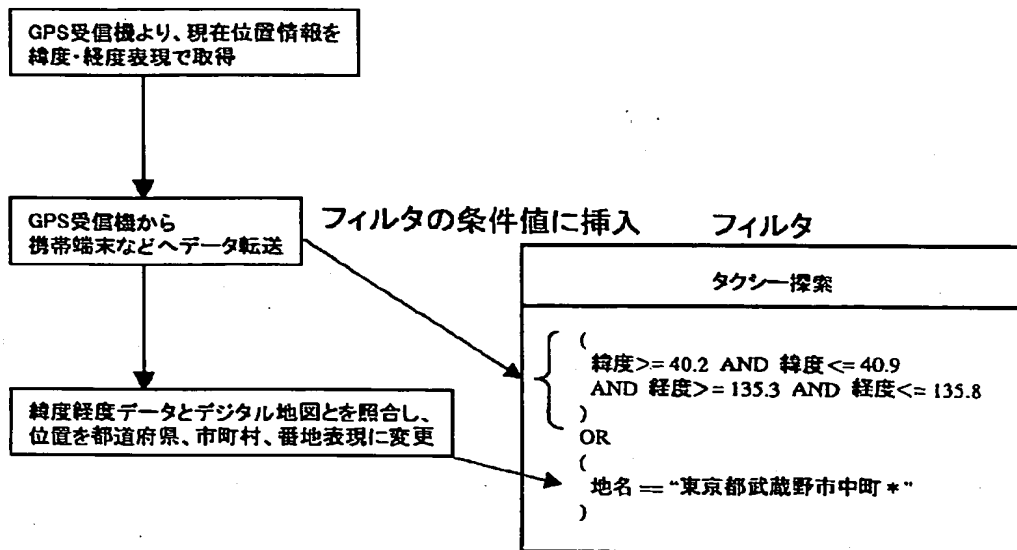 GPS受信機より、現在位置情報を
緯度・経度表現で取得
GPS受信機から
携帯端末などへデータ転送
フィルタの条件値に挿入
フィルタ
タクシー探索
(
緯度>= 40.2 AND 緯度<= 40.9
AND 経度>= 135.3 AND 経度<= 135.8
)
OR
(
地名 == “東京都武蔵野市中町*”
)
緯度経度データとデジタル地図とを照合し、
位置を都道府県、市町村、番地表現に変更